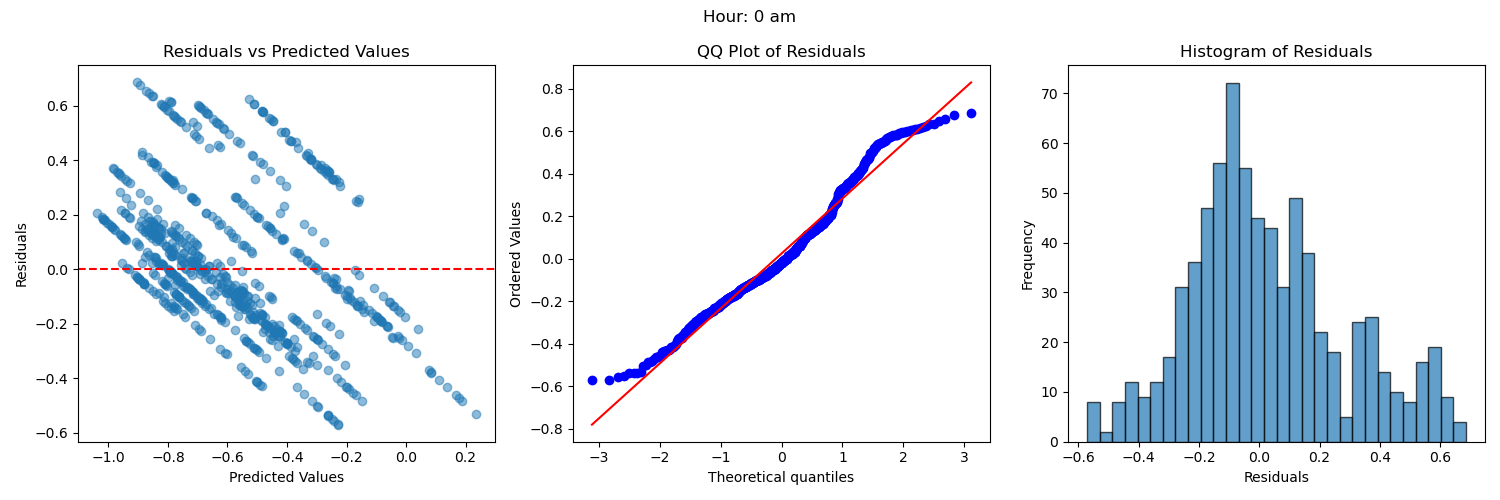 Hour: 0 am
Residuals vs Predicted Values
Residuals
0.6
0.4
0.2
0.0
−0.2
−0.4
−0.6
−1.0 −0.8 −0.6 −0.4 −0.2 0.0 0.2
Predicted Values
QQ Plot of Residuals
Ordered Values
0.8
0.6
0.4
0.2
0.0
−0.2
−0.4
−0.6
−0.8
−3 −2 −1 0 1 2 3
Theoretical quantiles
Histogram of Residuals
Frequency
70
60
50
40
30
20
10
0
−0.6 −0.4 −0.2 0.0 0.2 0.4 0.6
Residuals